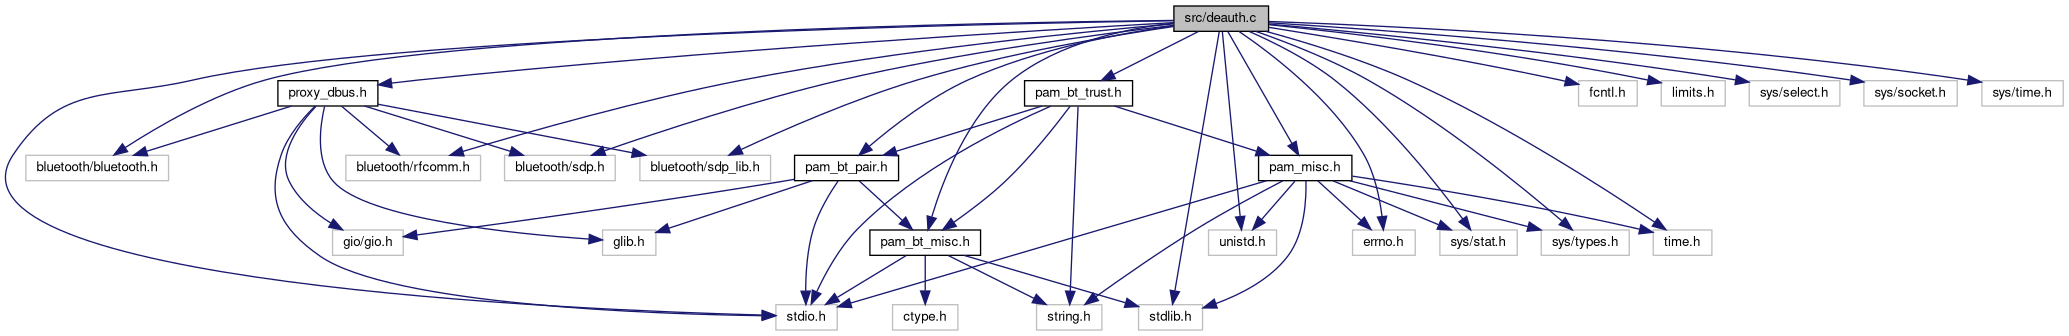 src/deauth.c
proxy_dbus.h
pam_bt_trust.h
fcntl.h
limits.h
sys/select.h
sys/socket.h
sys/time.h
bluetooth/bluetooth.h
bluetooth/rfcomm.h
bluetooth/sdp.h
bluetooth/sdp_lib.h
pam_bt_pair.h
pam_misc.h
gio/gio.h
glib.h
pam_bt_misc.h
unistd.h
errno.h
sys/stat.h
sys/types.h
time.h
stdio.h
ctype.h
string.h
stdlib.h